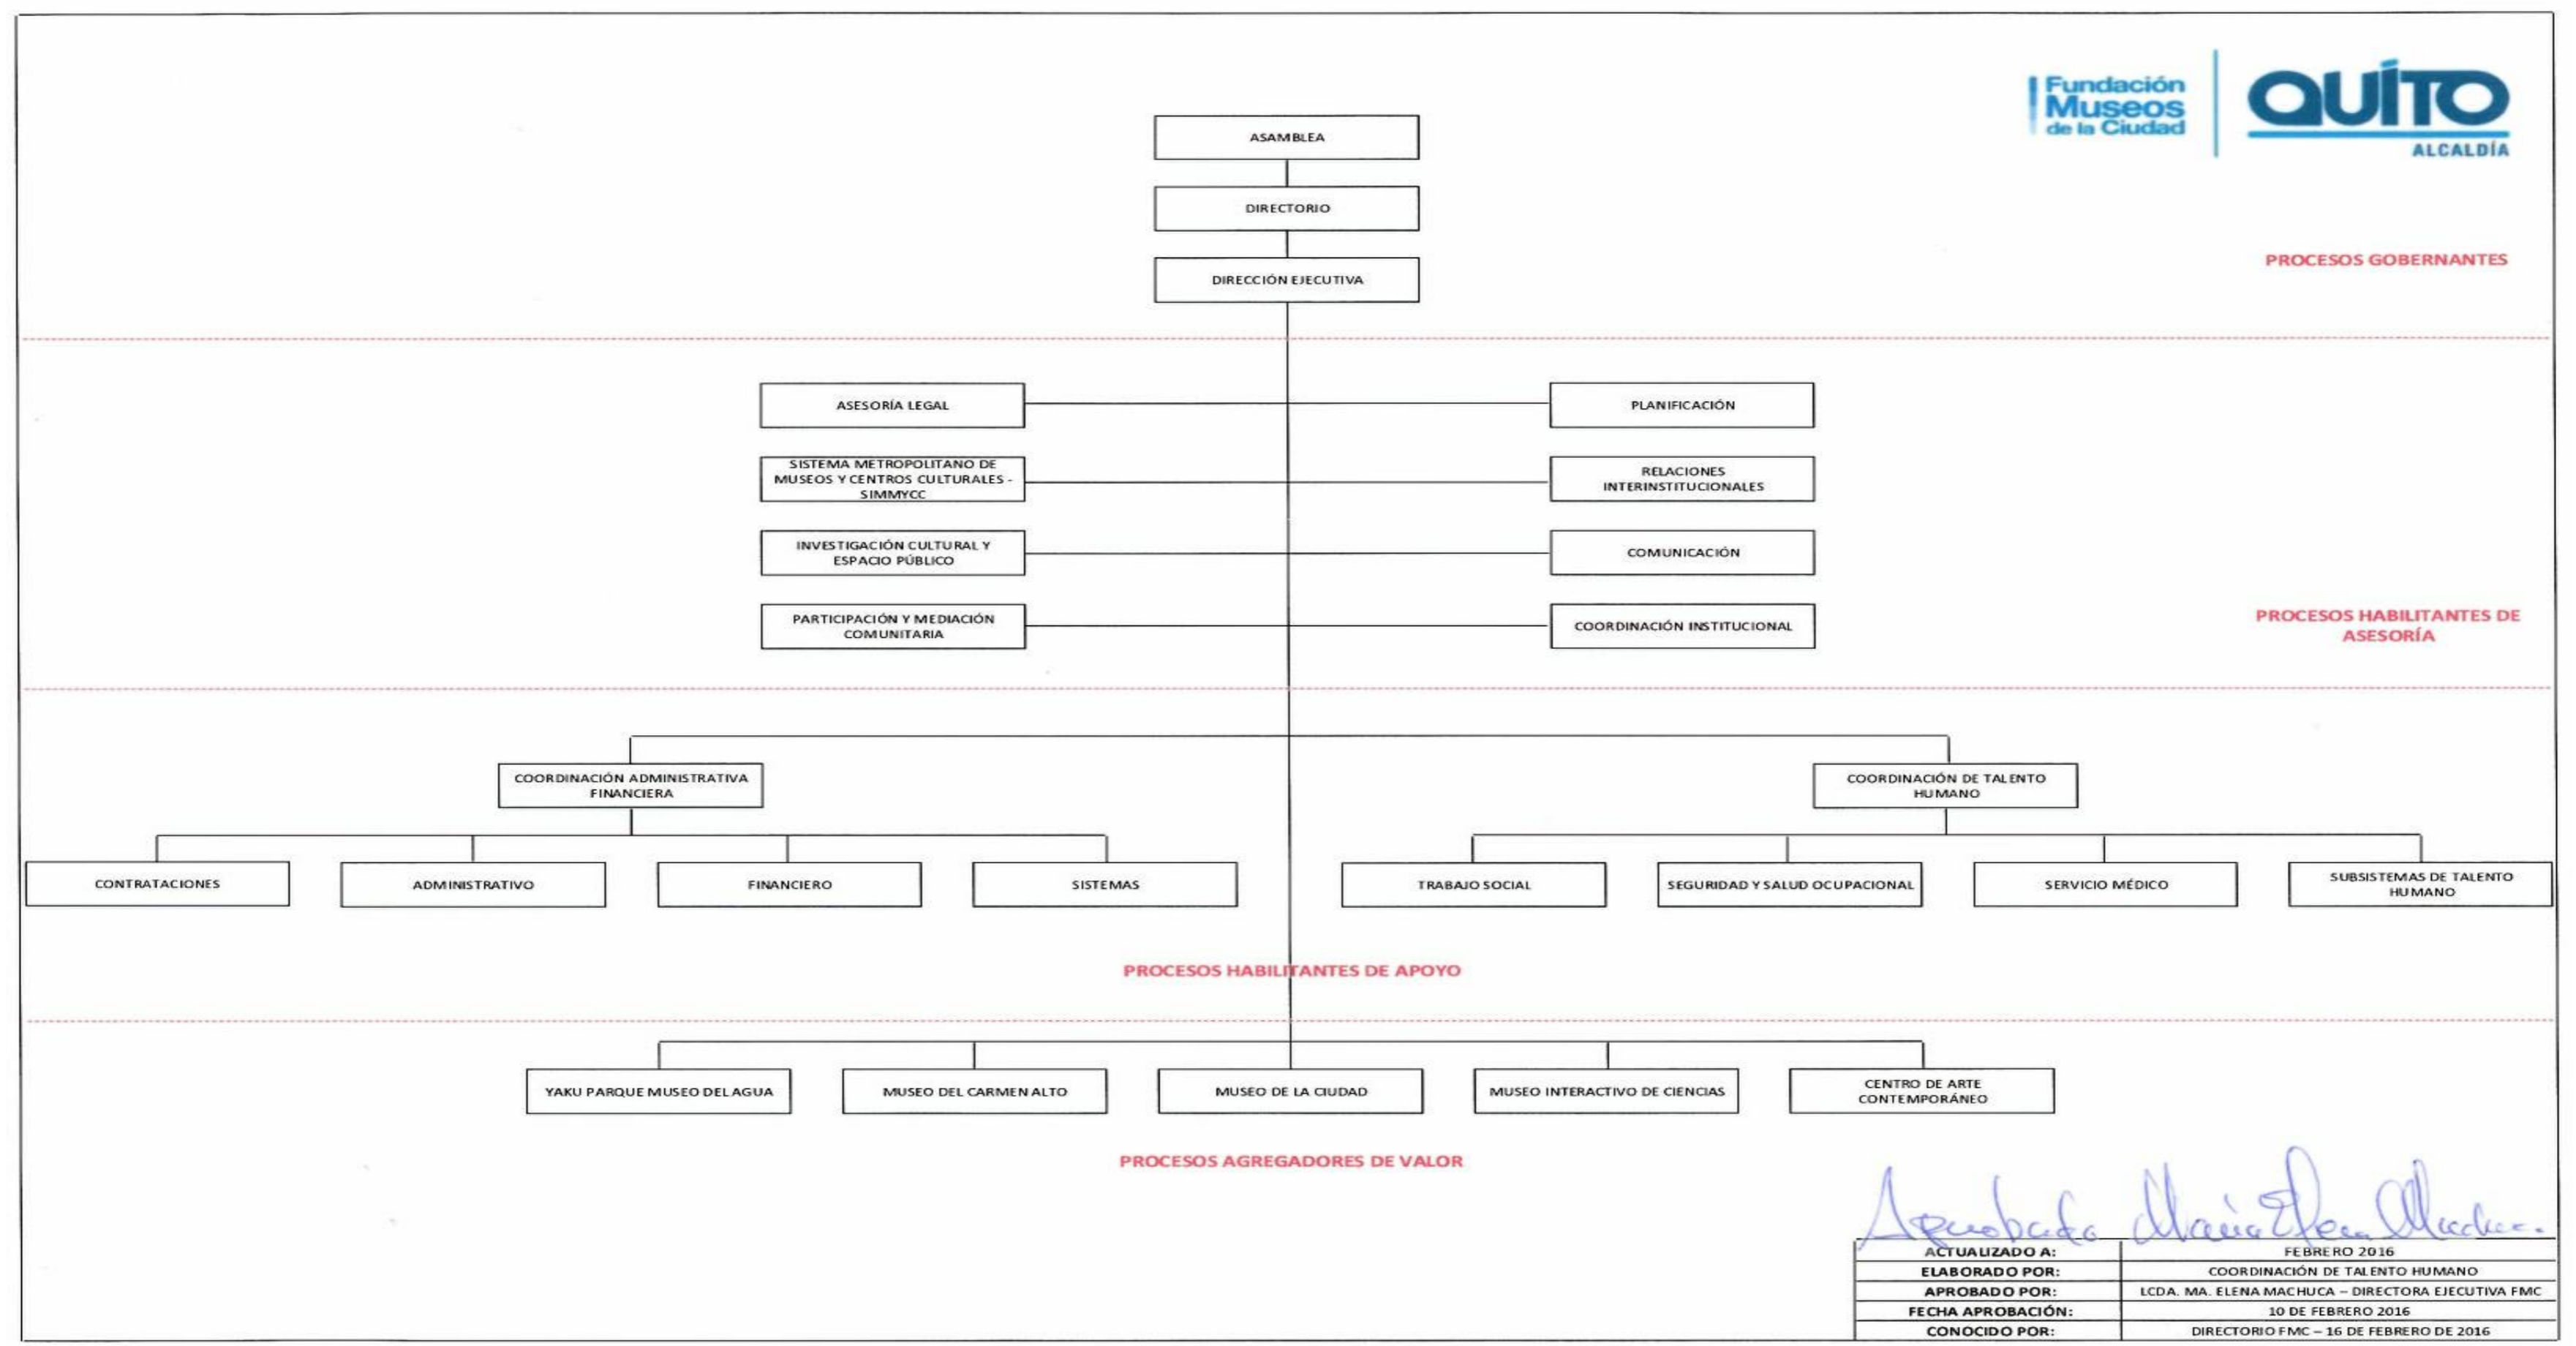 Fundación
Museos
de la Ciudad
QUITO
ALCALDÍA
ASAMBLEA
DIRECTORIO
DIRECCIÓN EJECUTIVA
PROCESOS GOBERNANTES
ASESORÍA LEGAL
PLANIFICACIÓN
SISTEMA METROPOLITANO DE
MUSEOS Y CENTROS CULTURALES -
SIMMYCC
RELACIONES
INTERINSTITUCIONALES
INVESTIGACIÓN CULTURAL Y
ESPACIO PÚBLICO
COMUNICACIÓN
PARTICIPACIÓN Y MEDIACIÓN
COMUNITARIA
COORDINACIÓN INSTITUCIONAL
PROCESOS HABILITANTES DE
ASESORÍA
COORDINACIÓN ADMINISTRATIVA
FINANCIERA
COORDINACIÓN DE TALENTO
HUMANO
CONTRATACIONES
ADMINISTRATIVO
FINANCIERO
SISTEMAS
TRABAJO SOCIAL
SEGURIDAD Y SALUD OCUPACIONAL
SERVICIO MÉDICO
SUBSISTEMAS DE TALENTO
HUMANO
PROCESOS HABILITANTES DE APOYO
YAKU PARQUE MUSEO DEL AGUA
MUSEO DEL CARMEN ALTO
MUSEO DE LA CIUDAD
MUSEO INTERACTIVO DE CIENCIAS
CENTRO DE ARTE
CONTEMPORÁNEO
PROCESOS AGREGADORES DE VALOR
Aprobado María Elena Machuca
ACTUALIZADO A: FEBRERO 2016
ELABORADO POR: COORDINACIÓN DE TALENTO HUMANO
APROBADO POR: LCDA. MA. ELENA MACHUCA – DIRECTORA EJECUTIVA FMC
FECHA APROBACIÓN: 10 DE FEBRERO 2016
CONOCIDO POR: DIRECTORIO FMC – 16 DE FEBRERO DE 2016